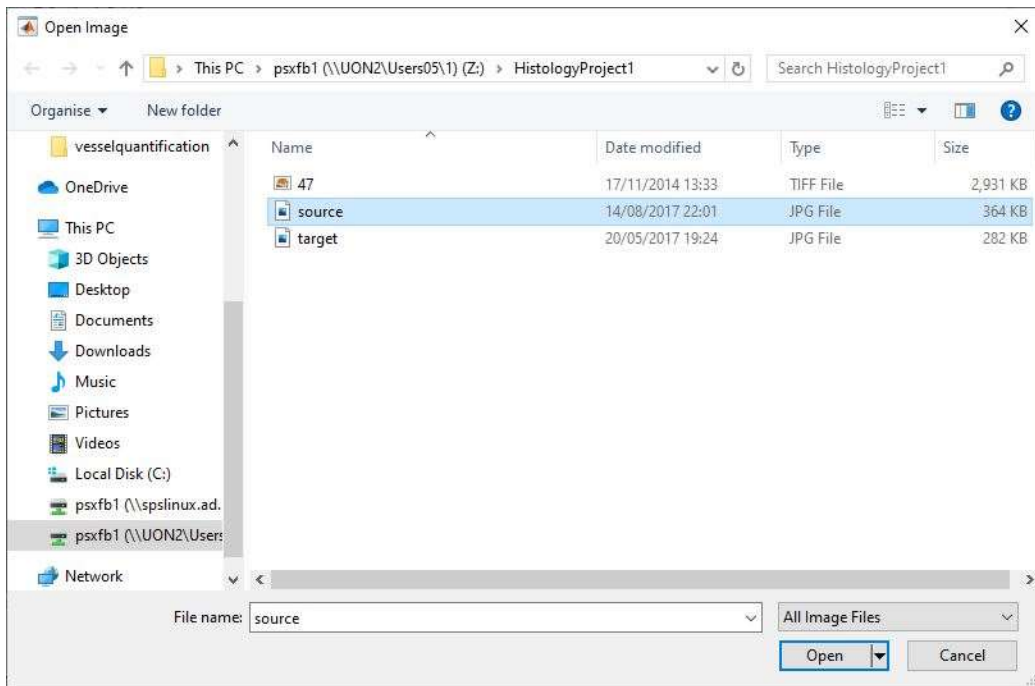 Open Image
This PC > psxfb1 (\\UON2\Users05\1) (Z:) > HistologyProject1
Search HistologyProject1
Organise
New folder
vesselquantification
OneDrive
This PC
3D Objects
Desktop
Documents
Downloads
Music
Pictures
Videos
Local Disk (C:)
psxfb1 (\\spslinux.ad.
psxfb1 (\\UON2\Users
Network
Name Date modified Type Size
47 17/11/2014 13:33 TIFF File 2,931 KB
source 14/08/2017 22:01 JPG File 364 KB
target 20/05/2017 19:24 JPG File 282 KB
File name: source
All Image Files
Open
Cancel